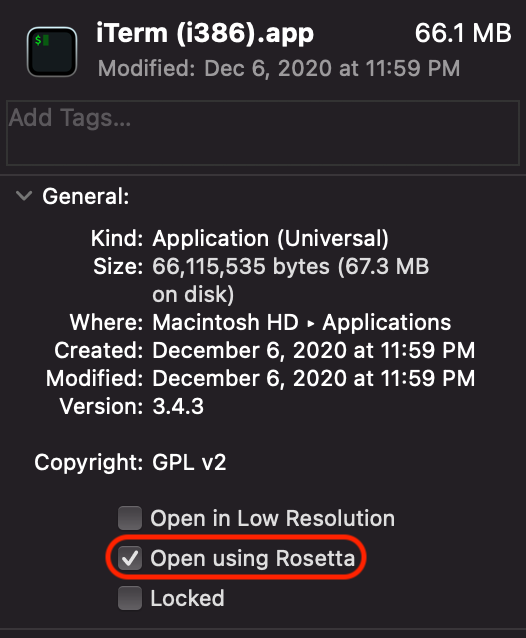 $
iTerm (i386).app 66.1 MB
Modified: Dec 6, 2020 at 11:59 PM
Add Tags...
General:
Kind: Application (Universal)
Size: 66,115,535 bytes (67.3 MB
on disk)
Where: Macintosh HD ▸ Applications
Created: December 6, 2020 at 11:59 PM
Modified: December 6, 2020 at 11:59 PM
Version: 3.4.3
Copyright: GPL v2
Open in Low Resolution
Open using Rosetta
Locked